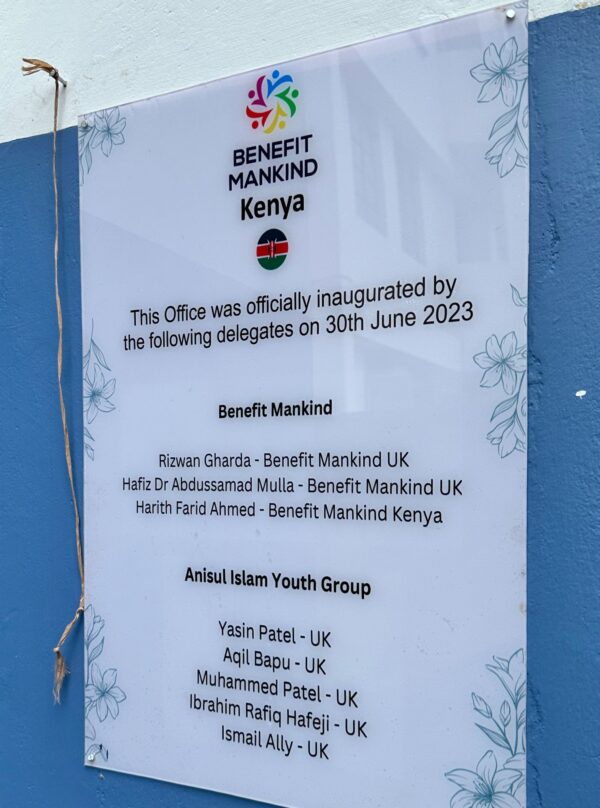 BENEFIT
MANKIND
Kenya
This Office was officially inaugurated by
the following delegates on 30th June 2023
Benefit Mankind
Rizwan Gharda - Benefit Mankind UK
Hafiz Dr Abdussamad Mulla - Benefit Mankind UK
Harith Farid Ahmed - Benefit Mankind Kenya
Anisul Islam Youth Group
Yasin Patel - UK
Aqil Bapu - UK
Muhammed Patel - UK
Ibrahim Rafiq Hafeji - UK
Ismail Ally - UK